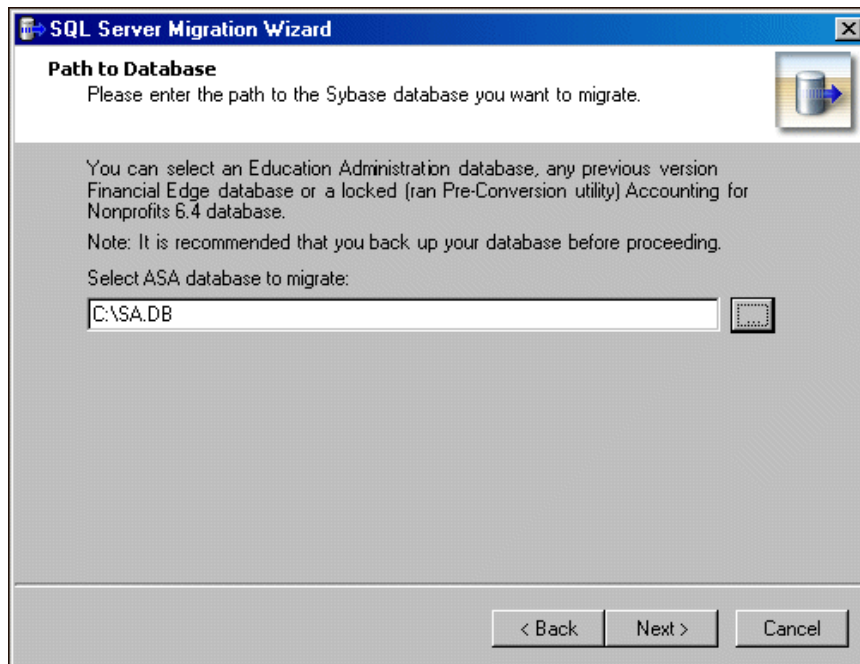 SQL Server Migration Wizard
Path to Database
Please enter the path to the Sybase database you want to migrate.
You can select an Education Administration database, any previous version
Financial Edge database or a locked (ran Pre-Conversion utility) Accounting for
Nonprofits 6.4 database.
Note: It is recommended that you back up your database before proceeding.
Select ASA database to migrate:
C:\SA.DB
...
< Back
Next >
Cancel